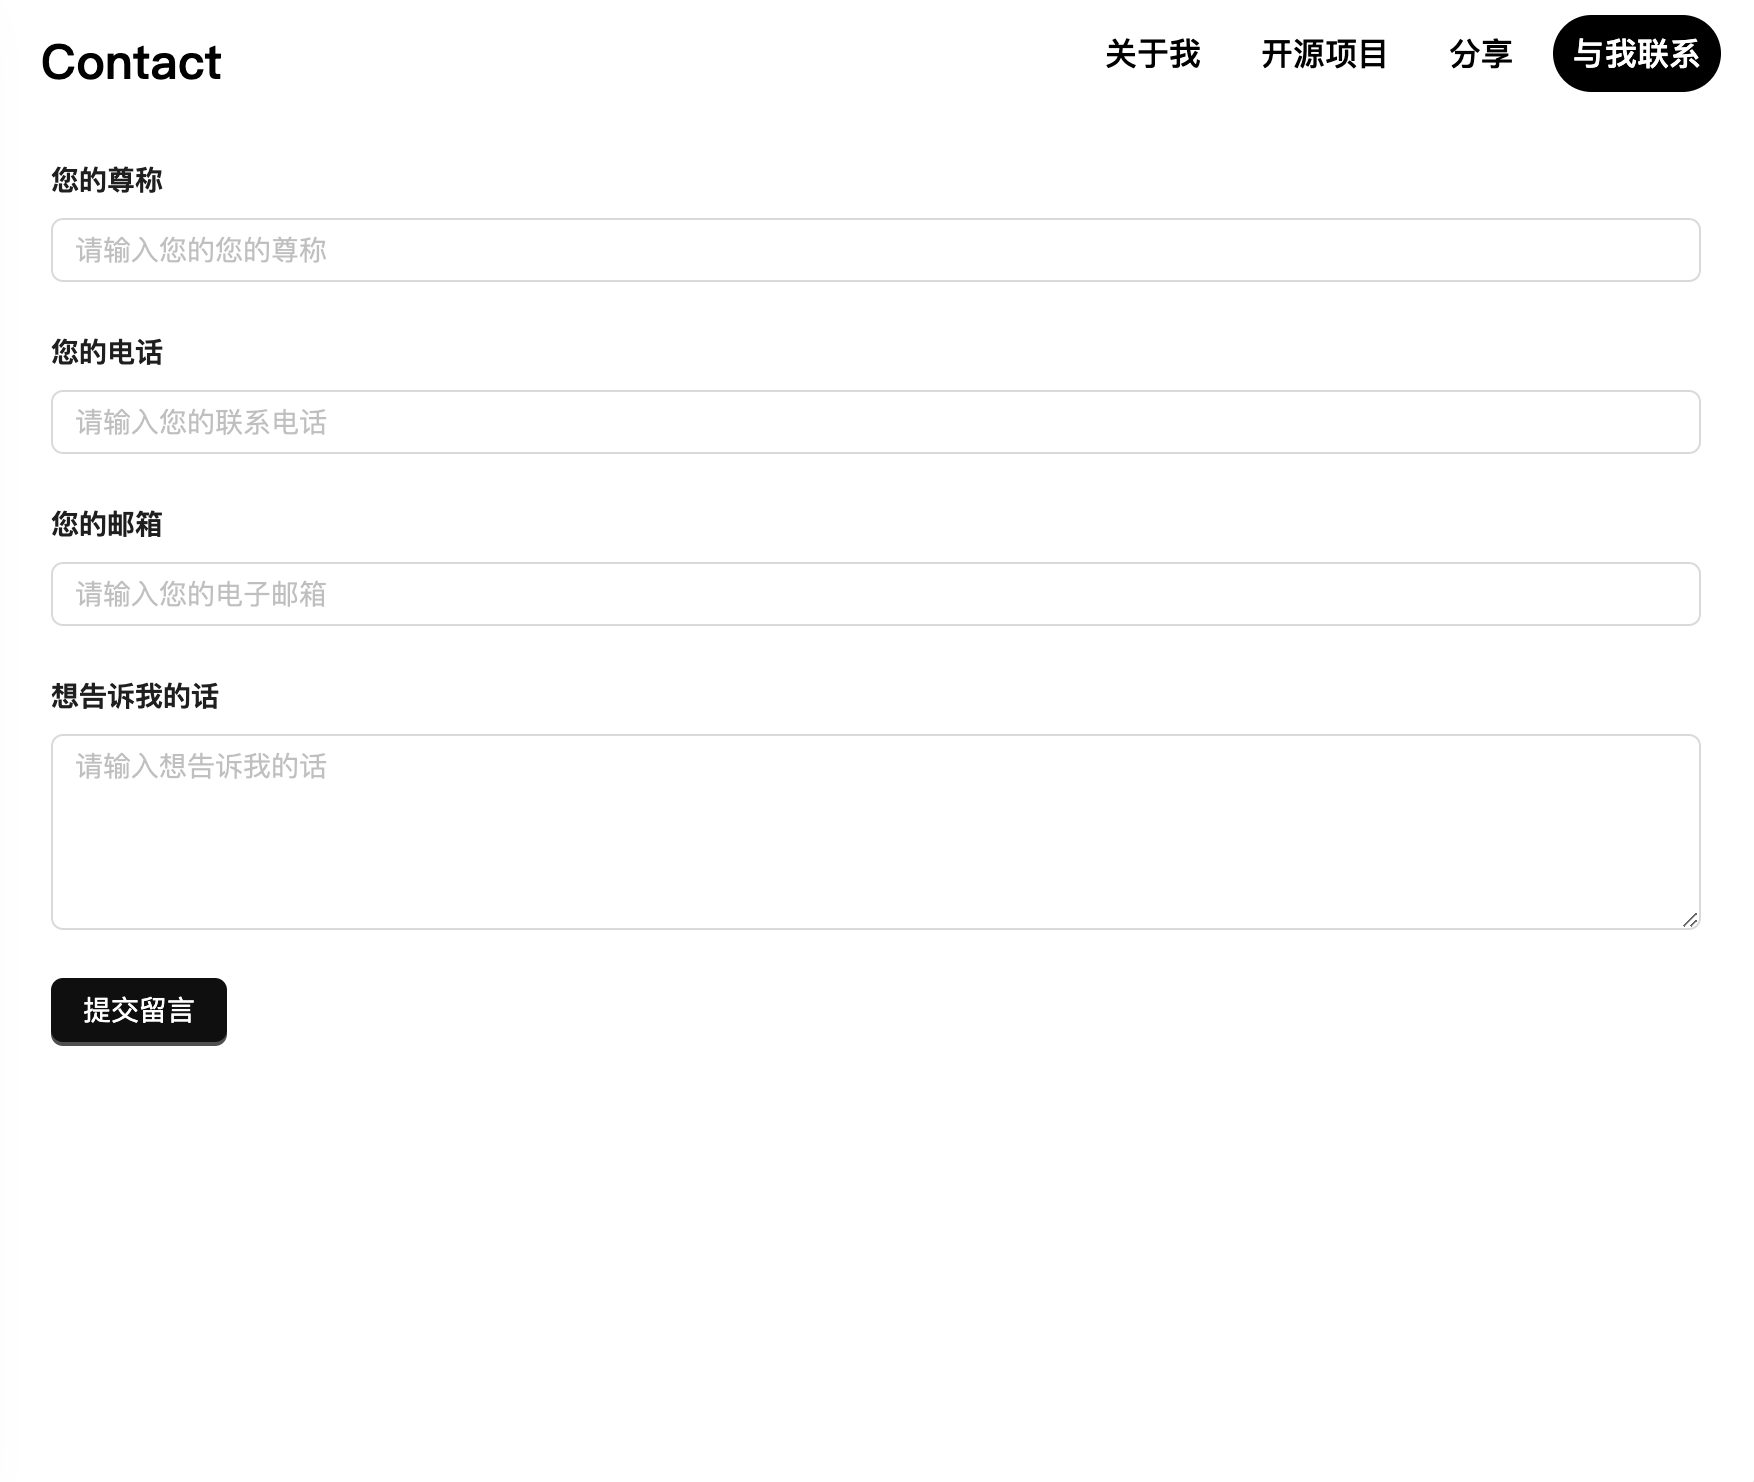 Contact
关于我
开源项目
分享
与我联系
您的尊称
请输入您的您的尊称
您的电话
请输入您的联系电话
您的邮箱
请输入您的电子邮箱
想告诉我的话
请输入想告诉我的话
提交留言